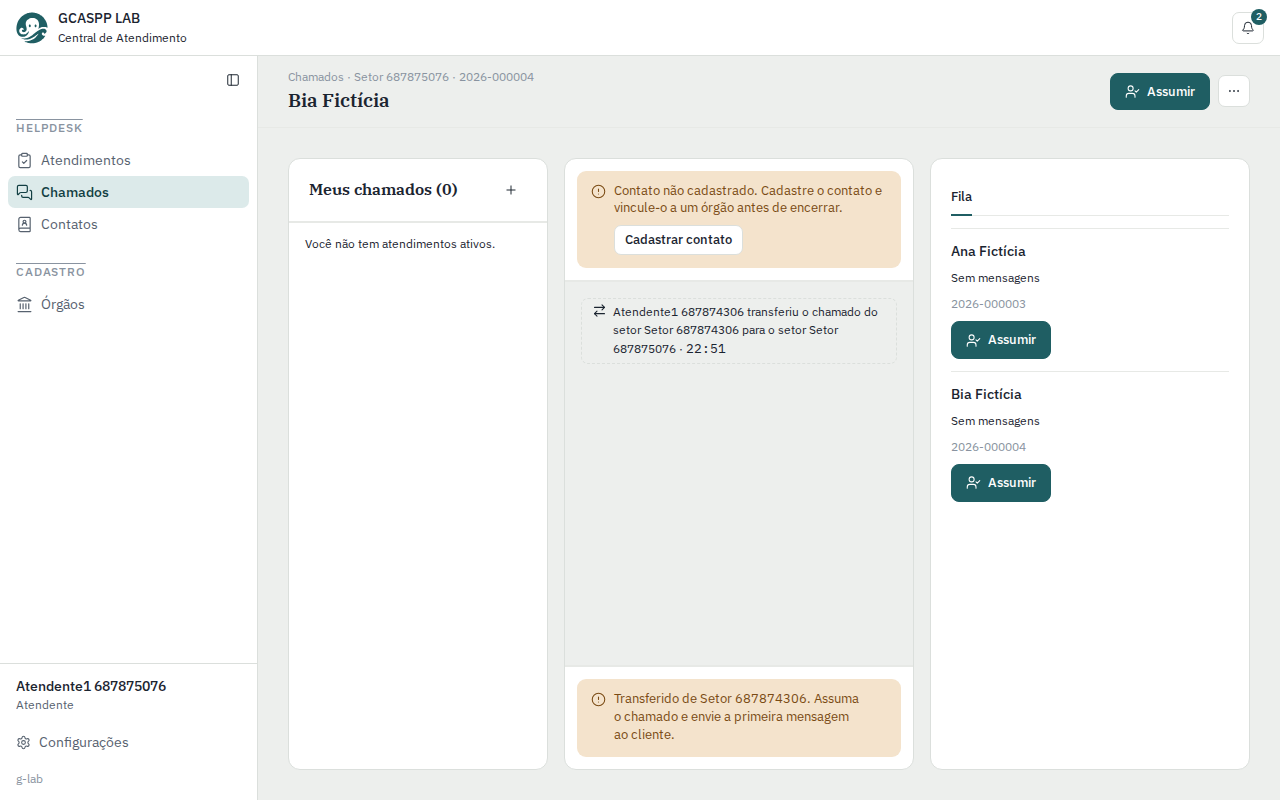 GCASPP LAB
Central de Atendimento
2
HELPDESK
Atendimentos
Chamados
Contatos
CADASTRO
Órgãos
Atendente1 687875076
Atendente
Configurações
g-lab
Chamados · Setor 687875076 · 2026-000004
Bia Fictícia
Assumir
Meus chamados (0)
Você não tem atendimentos ativos.
Contato não cadastrado. Cadastre o contato e
vincule-o a um órgão antes de encerrar.
Cadastrar contato
Atendente1 687874306 transferiu o chamado do
setor Setor 687874306 para o setor Setor
687875076 · 22:51
Transferido de Setor 687874306. Assuma
o chamado e envie a primeira mensagem
ao cliente.
Fila
Ana Fictícia
Sem mensagens
2026-000003
Assumir
Bia Fictícia
Sem mensagens
2026-000004
Assumir